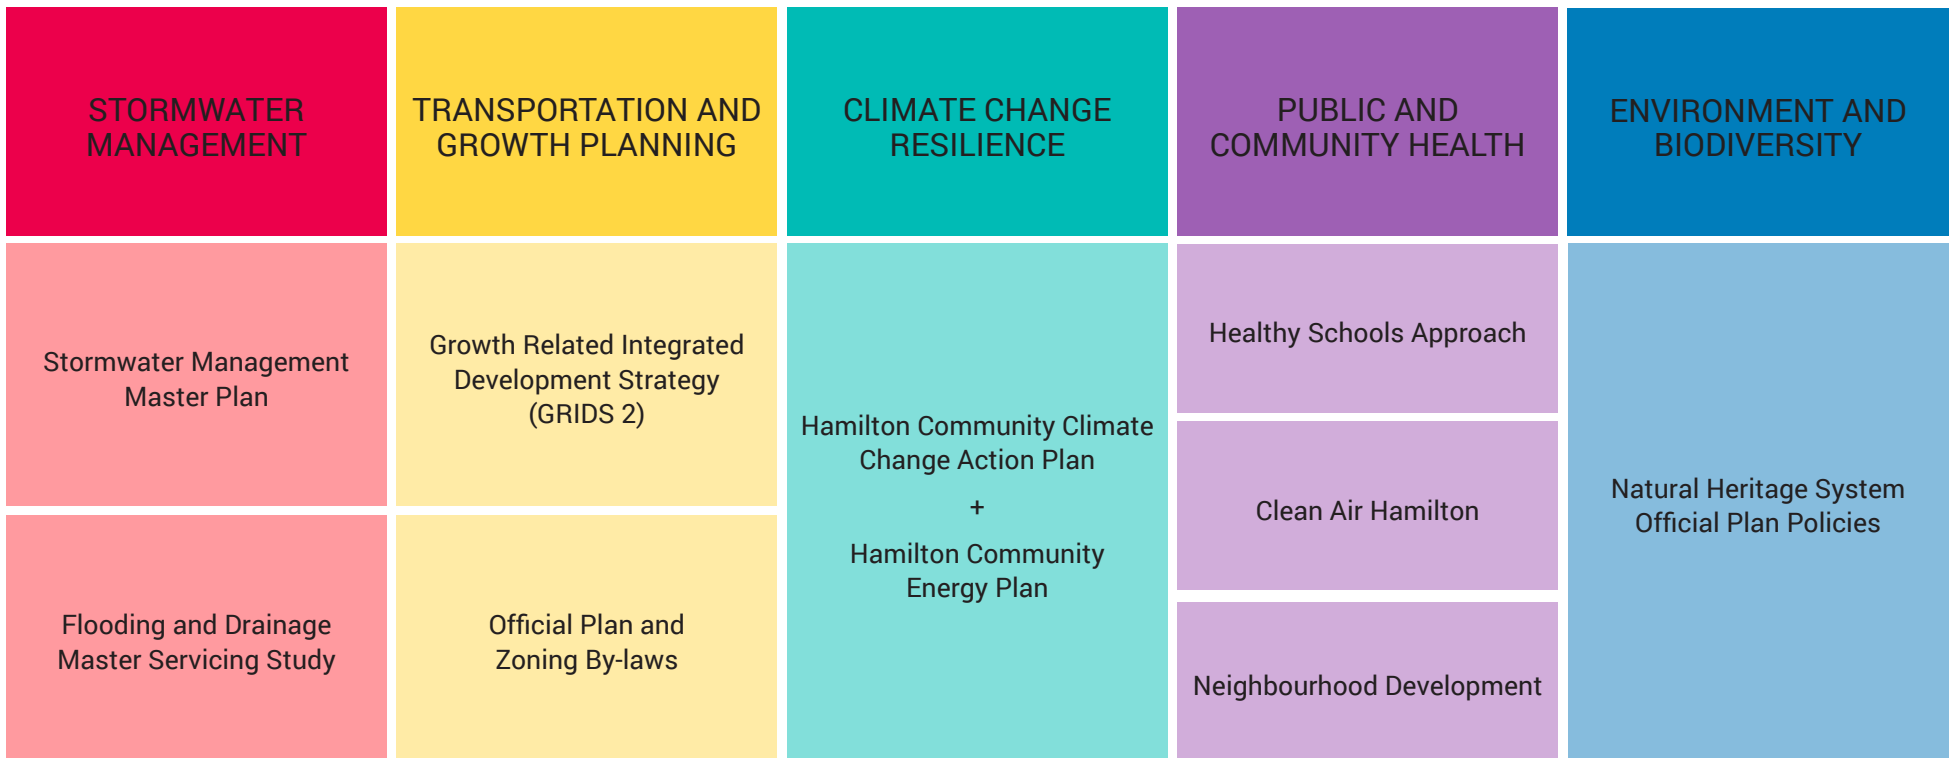 STORMWATER
MANAGEMENT
TRANSPORTATION AND
GROWTH PLANNING
CLIMATE CHANGE
RESILIENCE
PUBLIC AND
COMMUNITY HEALTH
ENVIRONMENT AND
BIODIVERSITY
Stormwater Management
Master Plan
Flooding and Drainage
Master Servicing Study
Growth Related Integrated
Development Strategy
(GRIDS 2)
Official Plan and
Zoning By-laws
Hamilton Community Climate
Change Action Plan
+
Hamilton Community
Energy Plan
Healthy Schools Approach
Clean Air Hamilton
Neighbourhood Development
Natural Heritage System
Official Plan Policies